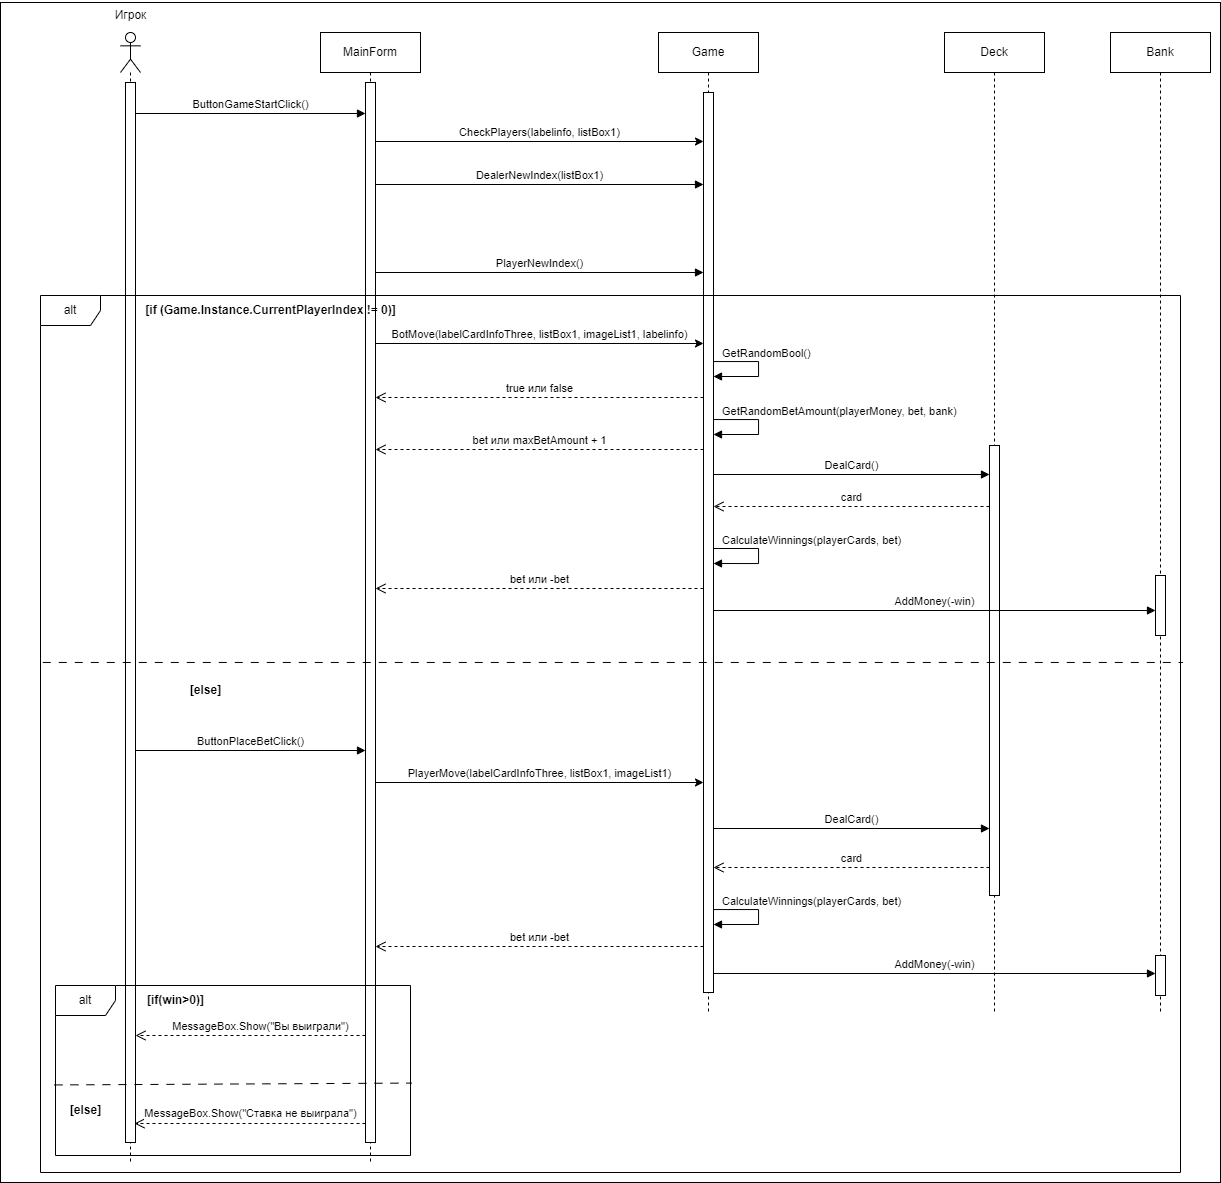 Игрок
MainForm
Game
Deck
Bank
ButtonGameStartClick()
CheckPlayers(labelinfo, listBox1)
DealerNewIndex(listBox1)
PlayerNewIndex()
alt
[if (Game.Instance.CurrentPlayerIndex != 0)]
BotMove(labelCardInfoThree, listBox1, imageList1, labelinfo)
GetRandomBool()
true или false
GetRandomBetAmount(playerMoney, bet, bank)
bet или maxBetAmount + 1
DealCard()
card
CalculateWinnings(playerCards, bet)
bet или -bet
AddMoney(-win)
[else]
ButtonPlaceBetClick()
PlayerMove(labelCardInfoThree, listBox1, imageList1)
DealCard()
card
CalculateWinnings(playerCards, bet)
bet или -bet
AddMoney(-win)
alt
[if(win>0)]
MessageBox.Show("Вы выиграли")
[else]
MessageBox.Show("Ставка не выиграла")